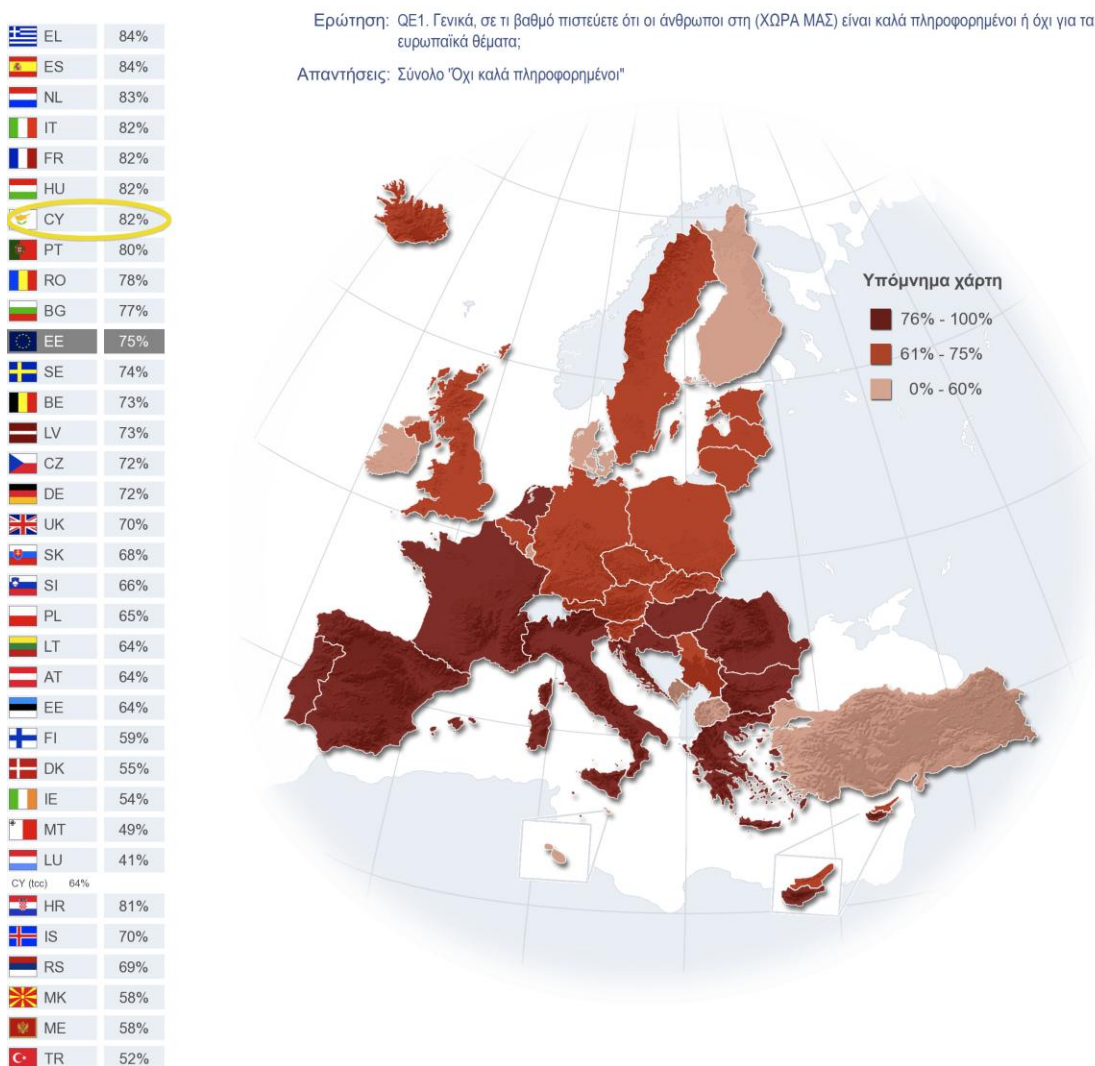 Ερώτηση: QE1. Γενικά, σε τι βαθμό πιστεύετε ότι οι άνθρωποι στη (ΧΩΡΑ ΜΑΣ) είναι καλά πληροφορημένοι ή όχι για τα
ευρωπαϊκά θέματα;
Απαντήσεις: Σύνολο 'Όχι καλά πληροφορημένοι"
EL 84%
ES 84%
NL 83%
IT 82%
FR 82%
HU 82%
CY 82%
PT 80%
RO 78%
BG 77%
EE 75%
SE 74%
BE 73%
LV 73%
CZ 72%
DE 72%
UK 70%
SK 68%
SI 66%
PL 65%
LT 64%
AT 64%
EE 64%
FI 59%
DK 55%
IE 54%
MT 49%
LU 41%
CY (tcc) 64%
HR 81%
IS 70%
RS 69%
MK 58%
ME 58%
TR 52%
Υπόμνημα χάρτη
76% - 100%
61% - 75%
0% - 60%